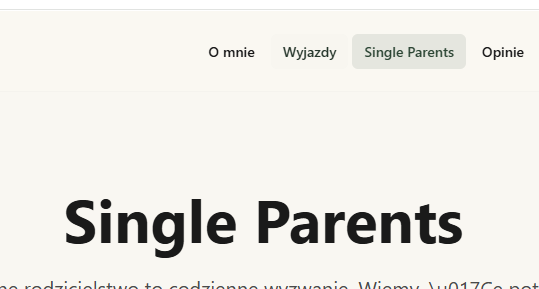 O mnie Wyjazdy Single Parents Opinie
Single Parents
rodzicielstwo to codzienne wyzwanie. Wiemy, \u017Ce